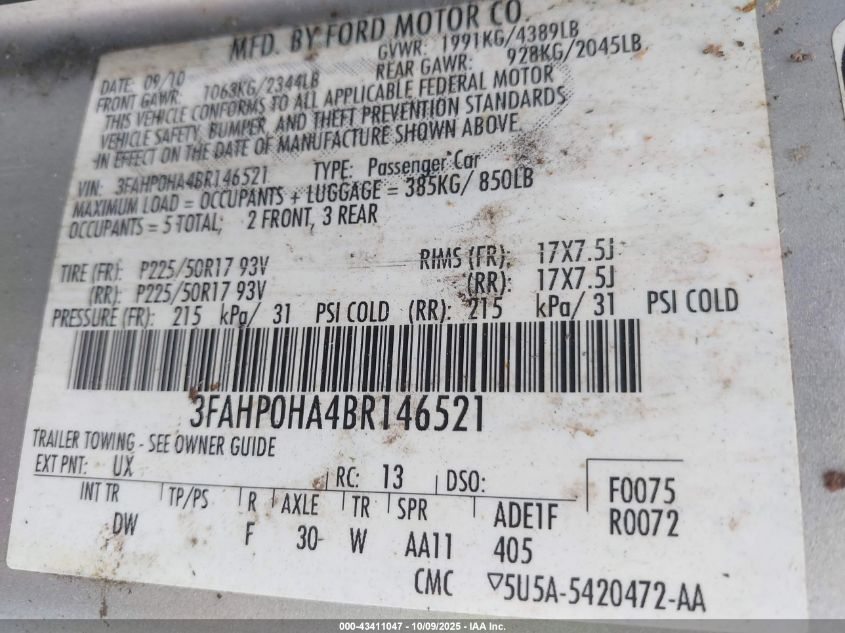 MFD. BY FORD MOTOR CO.
DATE: 09/10 GVWR: 1991KG/4389LB
FRONT GAWR: 1063KG/2344LB REAR GAWR: 928KG/2045LB
THIS VEHICLE CONFORMS TO ALL APPLICABLE FEDERAL MOTOR
VEHICLE SAFETY, BUMPER, AND THEFT PREVENTION STANDARDS
IN EFFECT ON THE DATE OF MANUFACTURE SHOWN ABOVE.
VIN: 3FAHP0HA4BR146521 TYPE: Passenger Car
MAXIMUM LOAD = OCCUPANTS + LUGGAGE = 385KG/ 850LB
OCCUPANTS = 5 TOTAL; 2 FRONT, 3 REAR
TIRE (FR): P225/50R17 93V RIMS (FR): 17X7.5J
(RR): P225/50R17 93V (RR): 17X7.5J
PRESSURE (FR): 215 kPa/ 31 PSI COLD (RR): 215 kPa/ 31 PSI COLD
3FAHP0HA4BR146521
TRAILER TOWING - SEE OWNER GUIDE
EXT PNT: UX RC: 13 DSO: F0075
INT TR TP/PS R AXLE TR SPR ADE1F R0072
DW F 30 W AA11 405
CMC ▽5U5A-5420472-AA
000-43411047 - 10/09/2025 - IAA Inc.